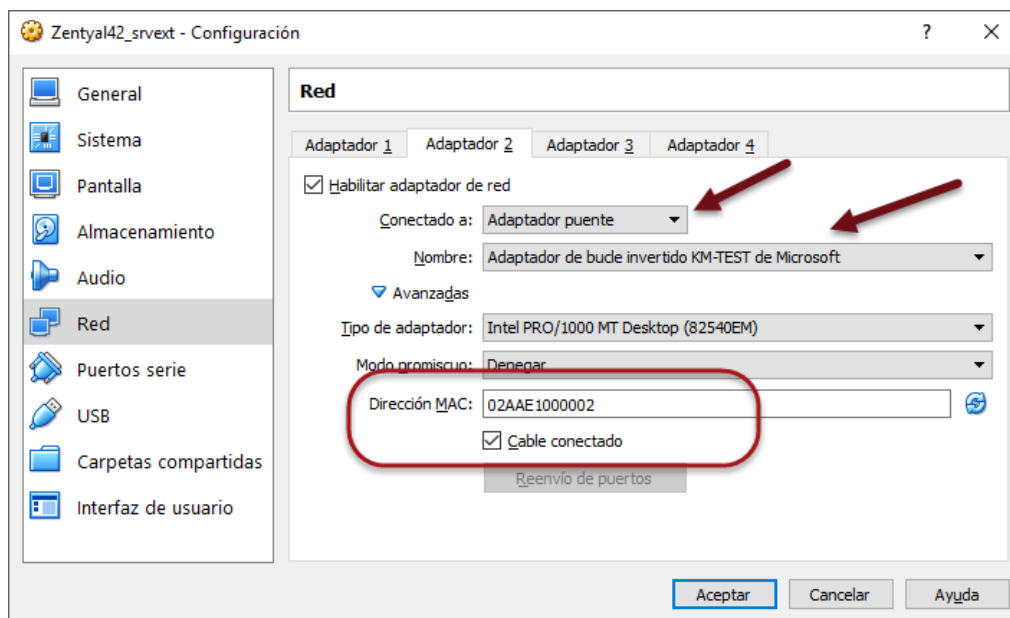 Zentyal42_srvext - Configuración
?
General
Sistema
Pantalla
Almacenamiento
Audio
Red
Puertos serie
USB
Carpetas compartidas
Interfaz de usuario
Red
Adaptador 1 Adaptador 2 Adaptador 3 Adaptador 4
Habilitar adaptador de red
Conectado a: Adaptador puente
Nombre: Adaptador de bucle invertido KM-TEST de Microsoft
Avanzadas
Tipo de adaptador: Intel PRO/1000 MT Desktop (82540EM)
Modo promiscuo: Denegar
Dirección MAC: 02AAE1000002
Cable conectado
Reenvío de puertos
Aceptar Cancelar Ayuda